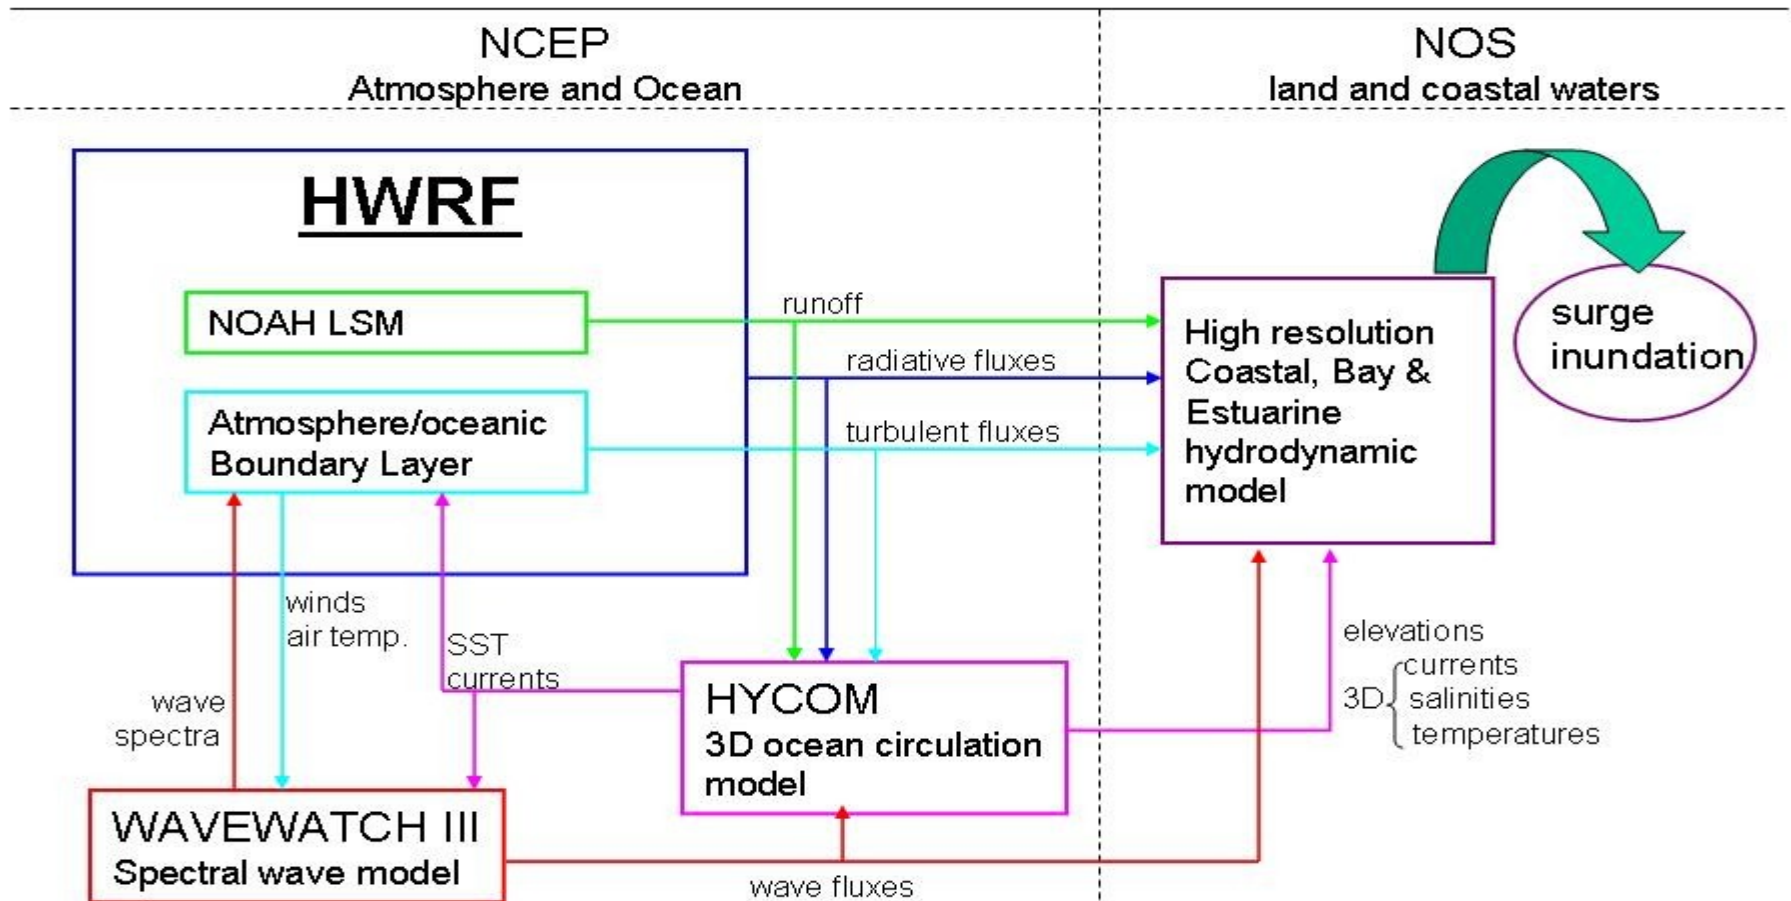 NCEP
Atmosphere and Ocean
NOS
land and coastal waters
HWRF
NOAH LSM
Atmosphere/oceanic
Boundary Layer
runoff
radiative fluxes
turbulent fluxes
High resolution
Coastal, Bay &
Estuarine
hydrodynamic
model
surge
inundation
winds
air temp.
SST
currents
wave
spectra
HYCOM
3D ocean circulation
model
elevations
currents
3D salinities
temperatures
WAVEWATCH III
Spectral wave model
wave fluxes